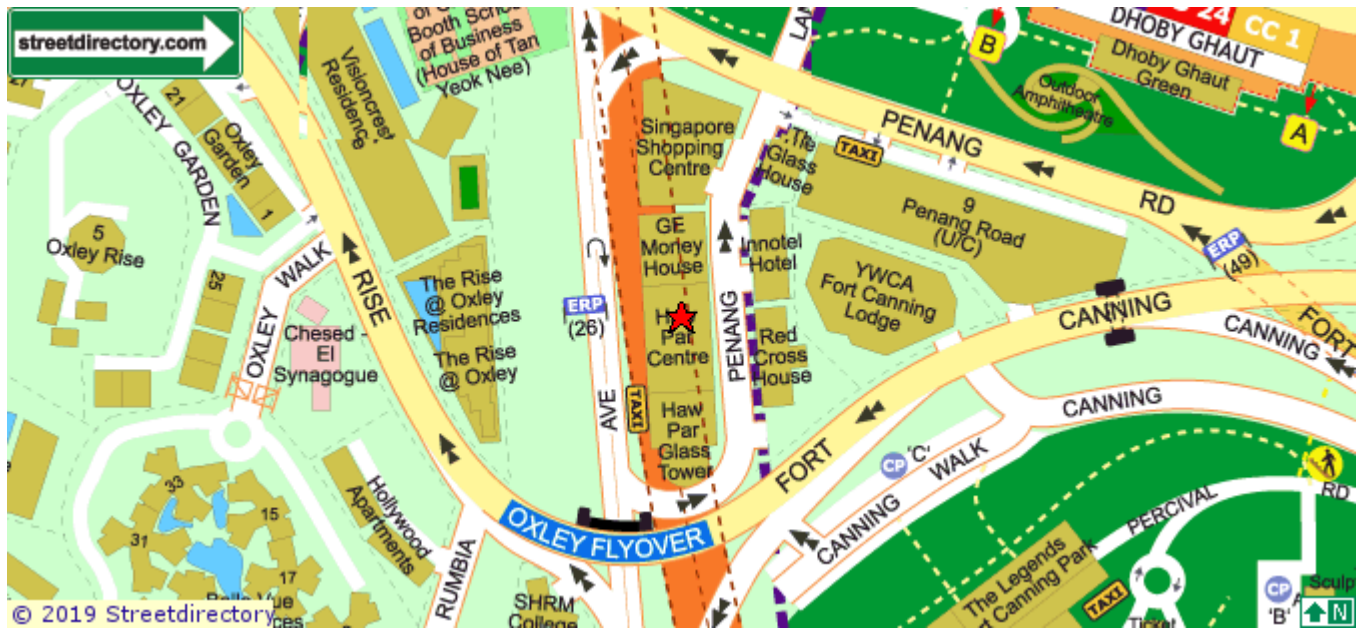 streetdirectory.com
Booth School
of Business
(House of Tan
Yeok Nee)
24 CC 1
DHOBY GHAUT
Dhoby Ghaut
Green
B
A
Outdoor
Amphitheatre
Visioncrest
Residence
OXLEY GARDEN
21
Oxley
Garden
1
Singapore
Shopping
Centre
PENANG
RD
TAXI
The
Glass
House
9
Penang Road
(U/C)
5
Oxley Rise
GE
Morley
House
Innotel
Hotel
YWCA
Fort Canning
Lodge
ERP
(49)
OXLEY WALK
25
RISE
The Rise
@ Oxley
Residences
The Rise
@ Oxley
ERP
(26)
Par
Centre
PENANG
Red
Cross
House
CANNING
FORT
CANNING
Chesed -
El
Synagogue
AVE
TAXI
Haw
Par
Glass
Tower
FORT
CANNING
CP 'C'
CANNING WALK
33
15
31
17
Hollywood
Apartments
OXLEY FLYOVER
RUMBIA
SHRM
College
PERCIVAL
RD
The Legends
Canning Park
TAXI
CP
'B'
Ticket
N
© 2019 Streetdirectory